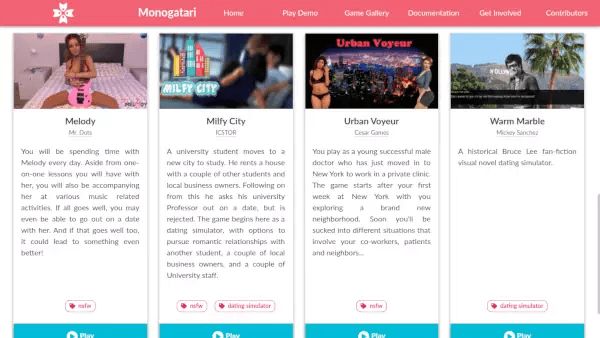 Monogatari
Home
Play Demo
Game Gallery
Documentation
Get Involved
Contributors
MELODY
Melody
Mr. Dots
You will be spending time with
Melody every day. Aside from one-
on-one lessons you will have with
her, you will also be accompanying
her at various music related
activities. If all goes well, you may
even be able to go out on a date
with her. And if that goes well too,
it could lead to something even
better!
nsfw
Play
MILFY CITY
Milfy City
ICSTOR
A university student moves to a
new city to study. He rents a house
with a couple of other students and
local business owners. Following on
from this he asks his university
Professor out on a date, but is
rejected. The game begins here as a
dating simulator, with options to
pursue romantic relationships with
another student, a couple of local
business owners, and a couple of
University staff.
nsfw
dating simulator
Play
Urban Voyeur
Urban Voyeur
Cesar Games
You play as a young successful male
doctor who has just moved in to
New York to work in a private clinic.
The game starts after your first
week at New York with you
exploring a brand new
neighborhood. Soon you'll be
sucked into different situations that
involve your co-workers, patients
and neighbors...
nsfw
Play
Warm Marble
Mickey Sanchez
A historical Bruce Lee fan-fiction
visual novel dating simulator.
dating simulator
Play